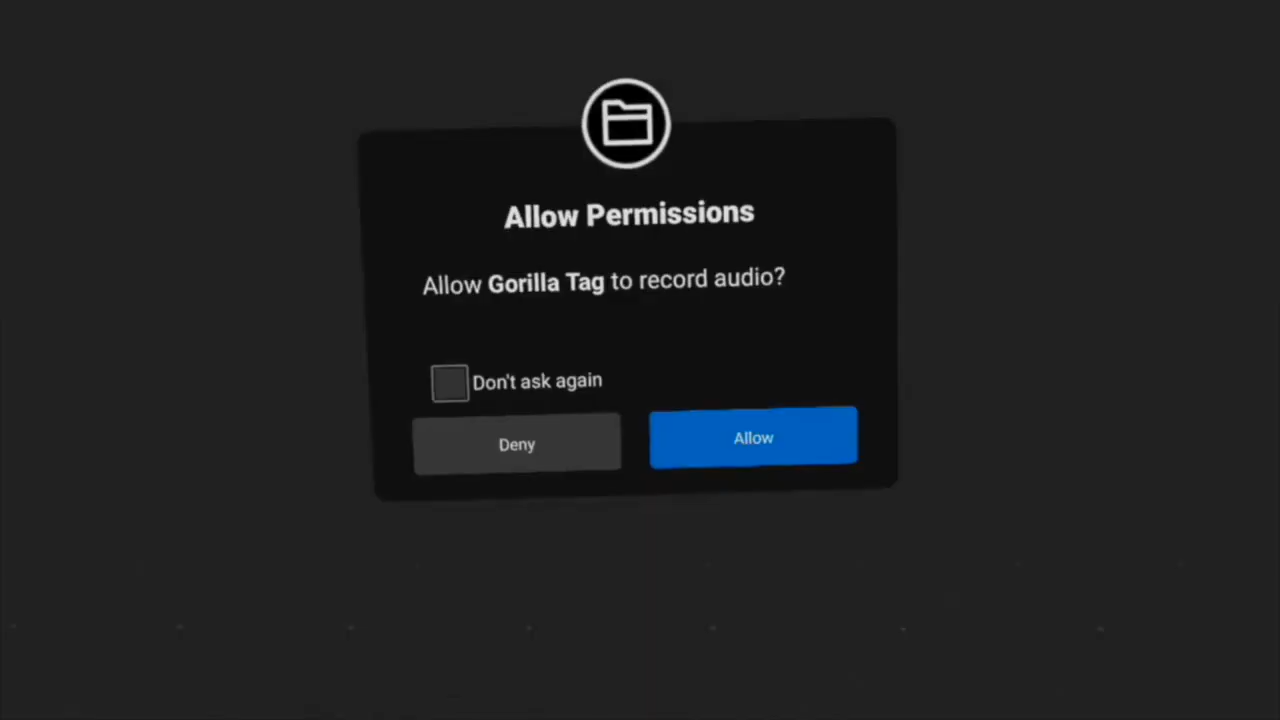 Allow Permissions
Allow Gorilla Tag to record audio?
Don't ask again
Deny
Allow